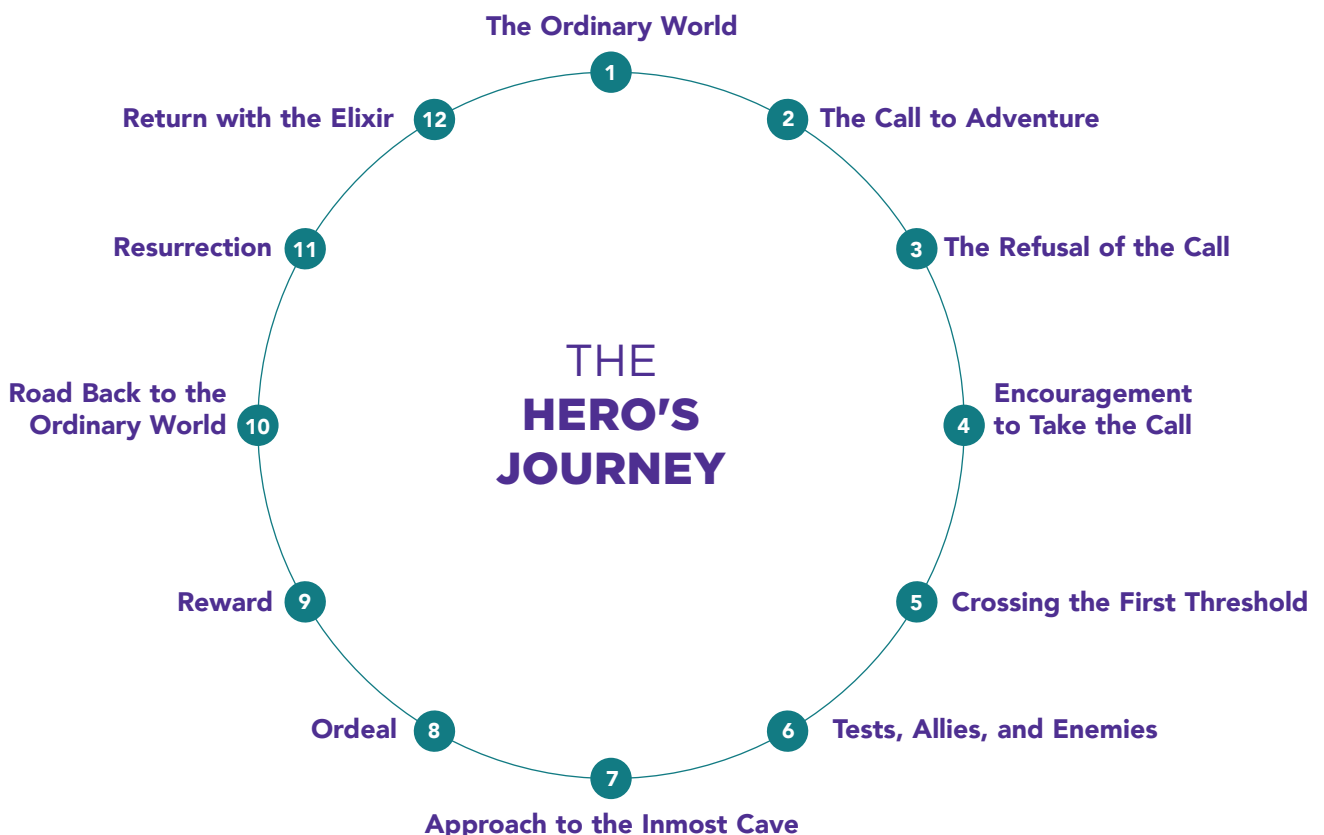 The Ordinary World
1
2 The Call to Adventure
3 The Refusal of the Call
4 Encouragement
to Take the Call
5 Crossing the First Threshold
6 Tests, Allies, and Enemies
7
Approach to the Inmost Cave
Ordeal 8
Reward 9
Road Back to the
Ordinary World 10
Resurrection 11
Return with the Elixir 12
THE
HERO'S
JOURNEY